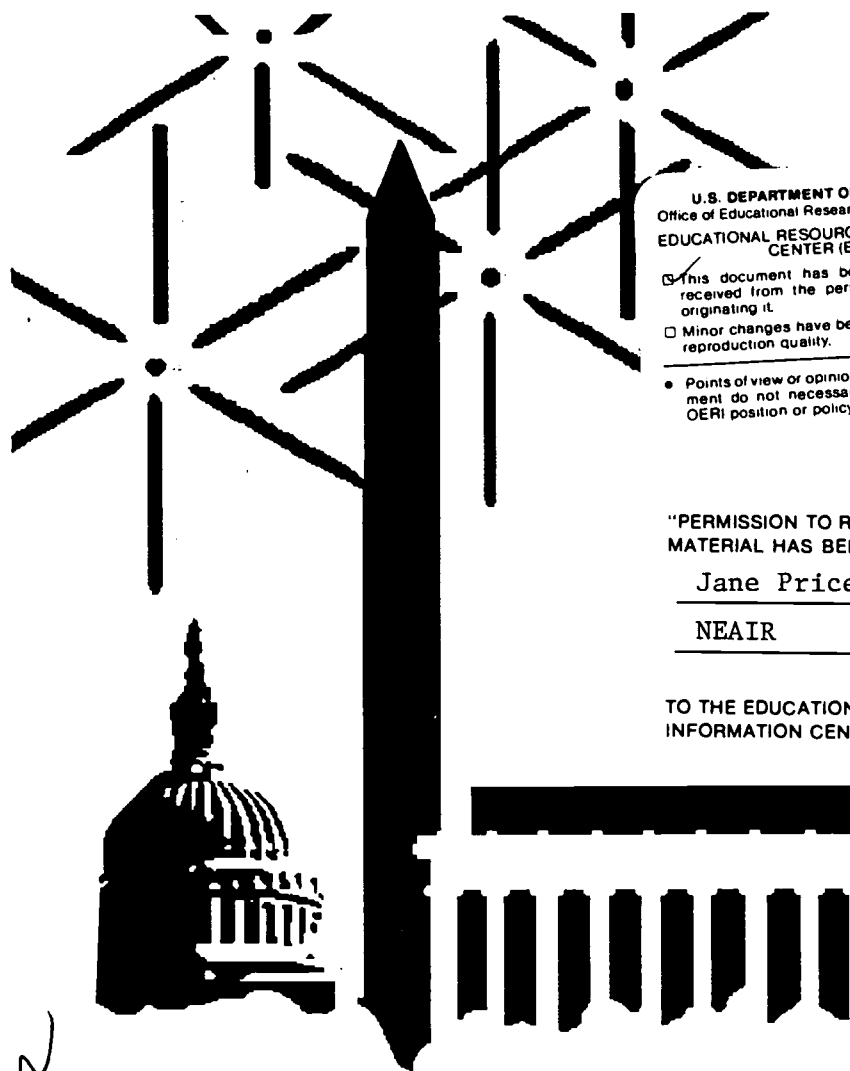 U.S. DEPARTMENT O
Office of Educational Resear
EDUCATIONAL RESOURC
CENTER (E
This document has be
received from the per
originating it.
Minor changes have be
reproduction quality.
Points of view or opinio
ment do not necessa
OERI position or policy
"PERMISSION TO R
MATERIAL HAS BE
Jane Price
NEAIR
TO THE EDUCATION
INFORMATION CEN